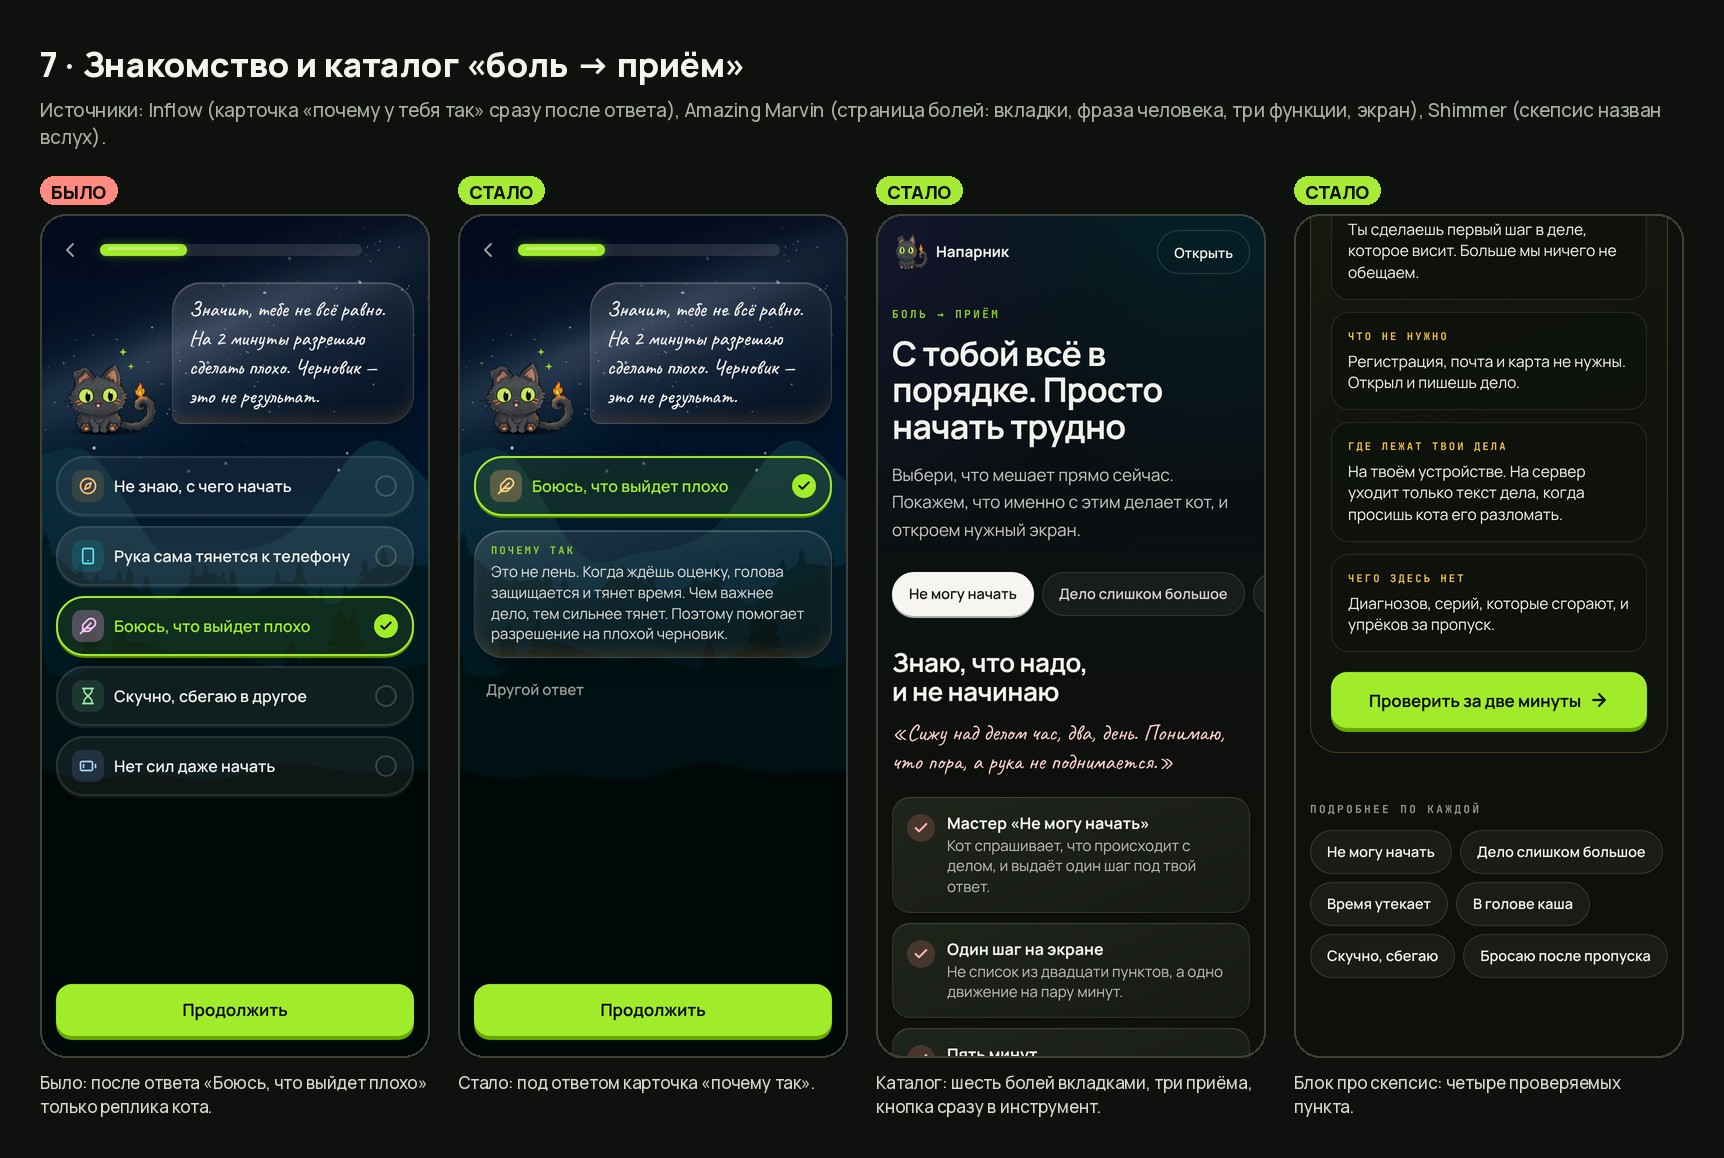 7 · Знакомство и каталог «боль → приём»
Источники: Inflow (карточка «почему у тебя так» сразу после ответа), Amazing Marvin (страница болей: вкладки, фраза человека, три функции, экран), Shimmer (скепсис назван
вслух).
БЫЛО
Значит, тебе не всё равно.
На 2 минуты разрешаю
сделать плохо. Черновик —
это не результат.
Не знаю, с чего начать
Рука сама тянется к телефону
Боюсь, что выйдет плохо
Скучно, сбегаю в другое
Нет сил даже начать
Продолжить
Было: после ответа «Боюсь, что выйдет плохо»
только реплика кота.
СТАЛО
Значит, тебе не всё равно.
На 2 минуты разрешаю
сделать плохо. Черновик —
это не результат.
Боюсь, что выйдет плохо
ПОЧЕМУ ТАК
Это не лень. Когда ждёшь оценку, голова
защищается и тянет время. Чем важнее
дело, тем сильнее тянет. Поэтому помогает
разрешение на плохой черновик.
Другой ответ
Продолжить
Стало: под ответом карточка «почему так».
СТАЛО
Напарник
Открыть
БОЛЬ → ПРИЁМ
С тобой всё в
порядке. Просто
начать трудно
Выбери, что мешает прямо сейчас.
Покажем, что именно с этим делает кот, и
откроем нужный экран.
Не могу начать
Дело слишком большое
Знаю, что надо,
и не начинаю
«Сижу над делом час, два, день. Понимаю,
что пора, а рука не поднимается.»
Мастер «Не могу начать»
Кот спрашивает, что происходит с
делом, и выдаёт один шаг под твой
ответ.
Один шаг на экране
Не список из двадцати пунктов, а одно
движение на пару минут.
Пять минут
Каталог: шесть болей вкладками, три приёма,
кнопка сразу в инструмент.
СТАЛО
Ты сделаешь первый шаг в деле,
которое висит. Больше мы ничего не
обещаем.
ЧТО НЕ НУЖНО
Регистрация, почта и карта не нужны.
Открыл и пишешь дело.
ГДЕ ЛЕЖАТ ТВОИ ДЕЛА
На твоём устройстве. На сервер
уходит только текст дела, когда
просишь кота его разломать.
ЧЕГО ЗДЕСЬ НЕТ
Диагнозов, серий, которые сгорают, и
упрёков за пропуск.
Проверить за две минуты →
ПОДРОБНЕЕ ПО КАЖДОЙ
Не могу начать
Дело слишком большое
Время утекает
В голове каша
Скучно, сбегаю
Бросаю после пропуска
Блок про скепсис: четыре проверяемых
пункта.